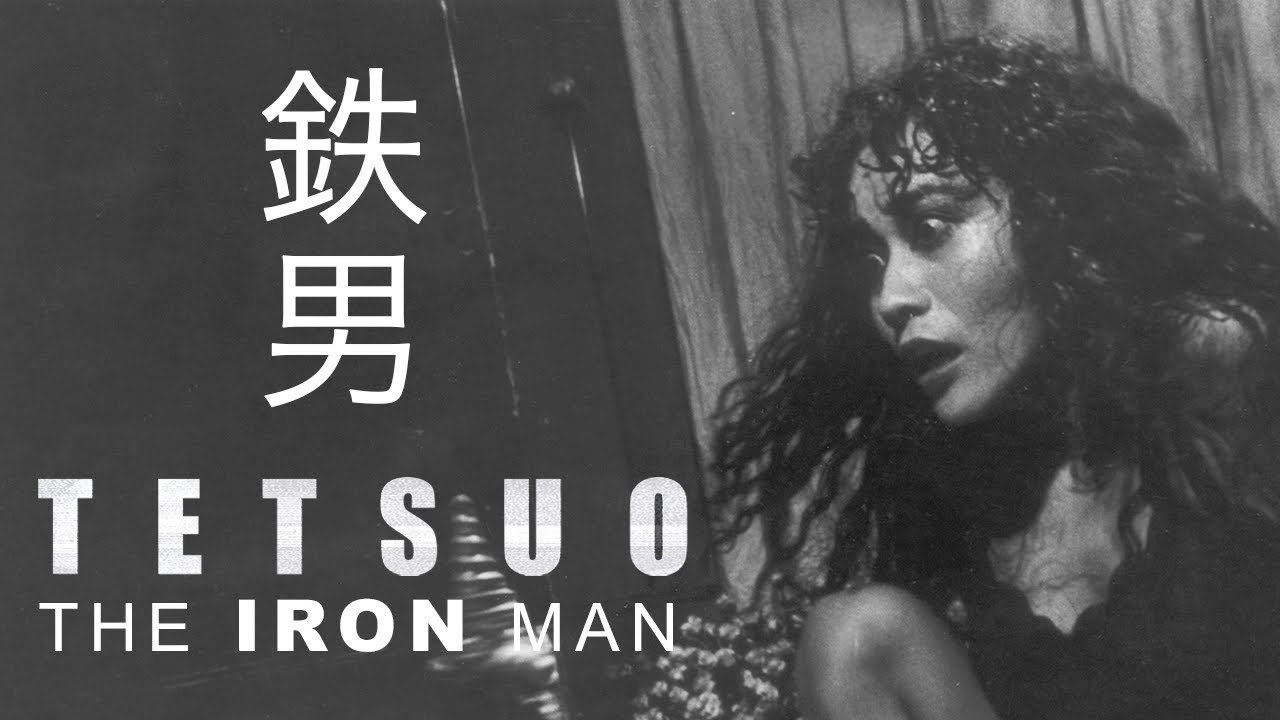 鉄
男
TETSUO
THE IRON MAN